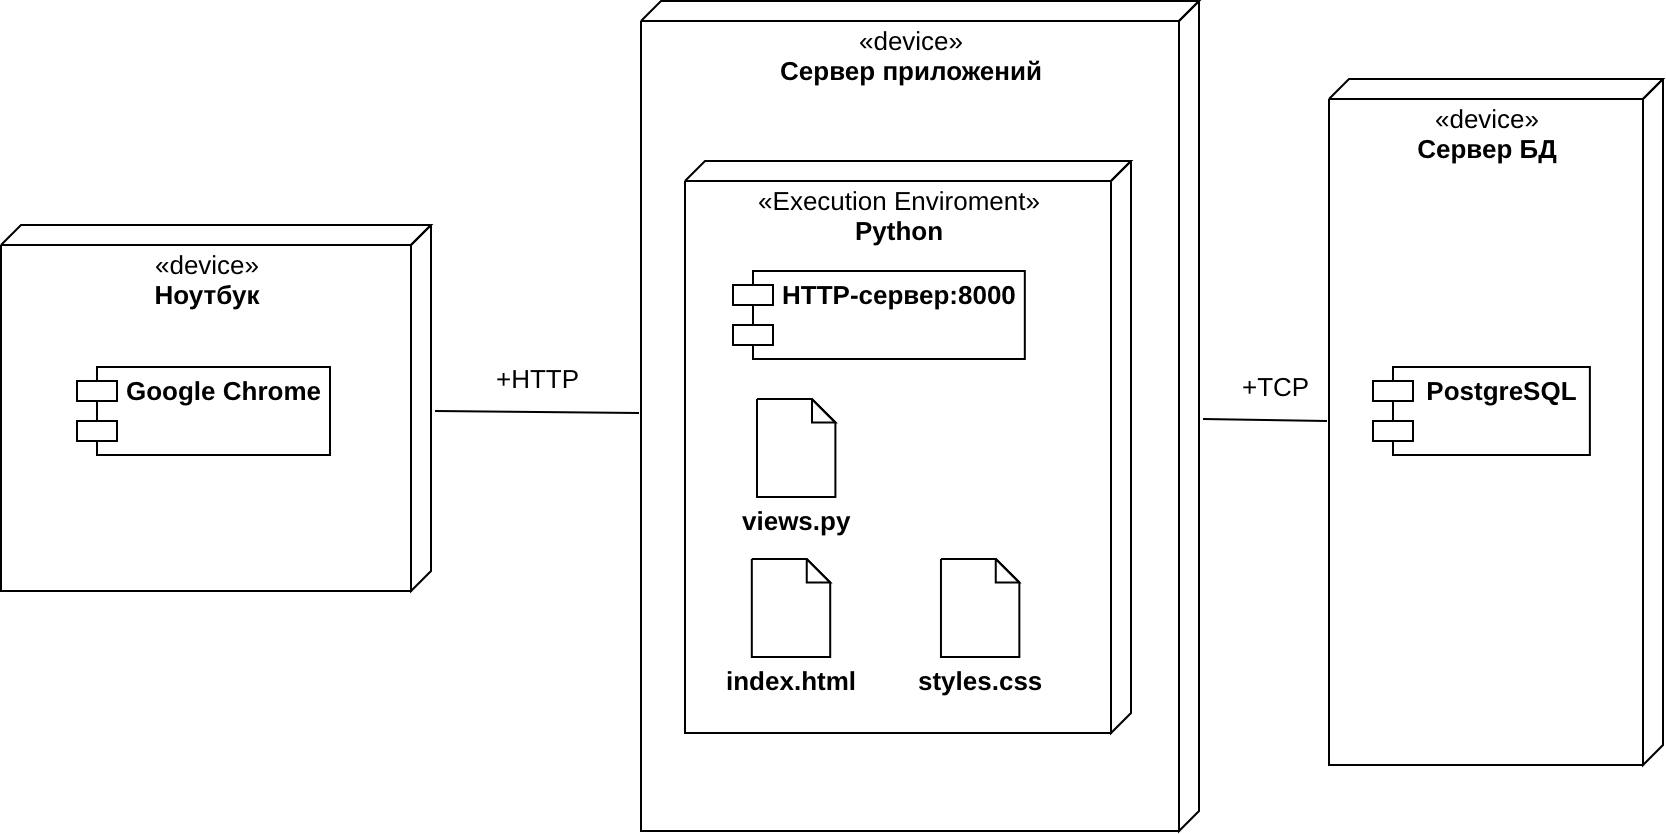 «device»
Ноутбук
Google Chrome
+HTTP
«device»
Сервер приложений
«Execution Enviroment»
Python
HTTP-сервер:8000
views.py
index.html
styles.css
+TCP
«device»
Сервер БД
PostgreSQL